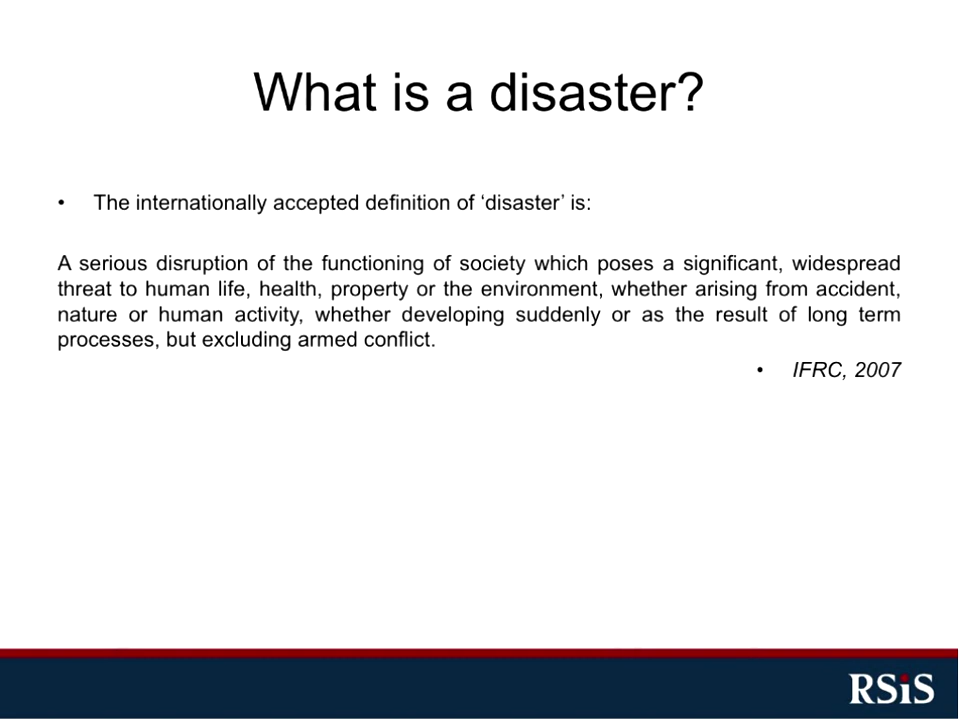 What is a disaster?
• The internationally accepted definition of ‘disaster’ is:
A serious disruption of the functioning of society which poses a significant, widespread
threat to human life, health, property or the environment, whether arising from accident,
nature or human activity, whether developing suddenly or as the result of long term
processes, but excluding armed conflict.
• IFRC, 2007
RSiS